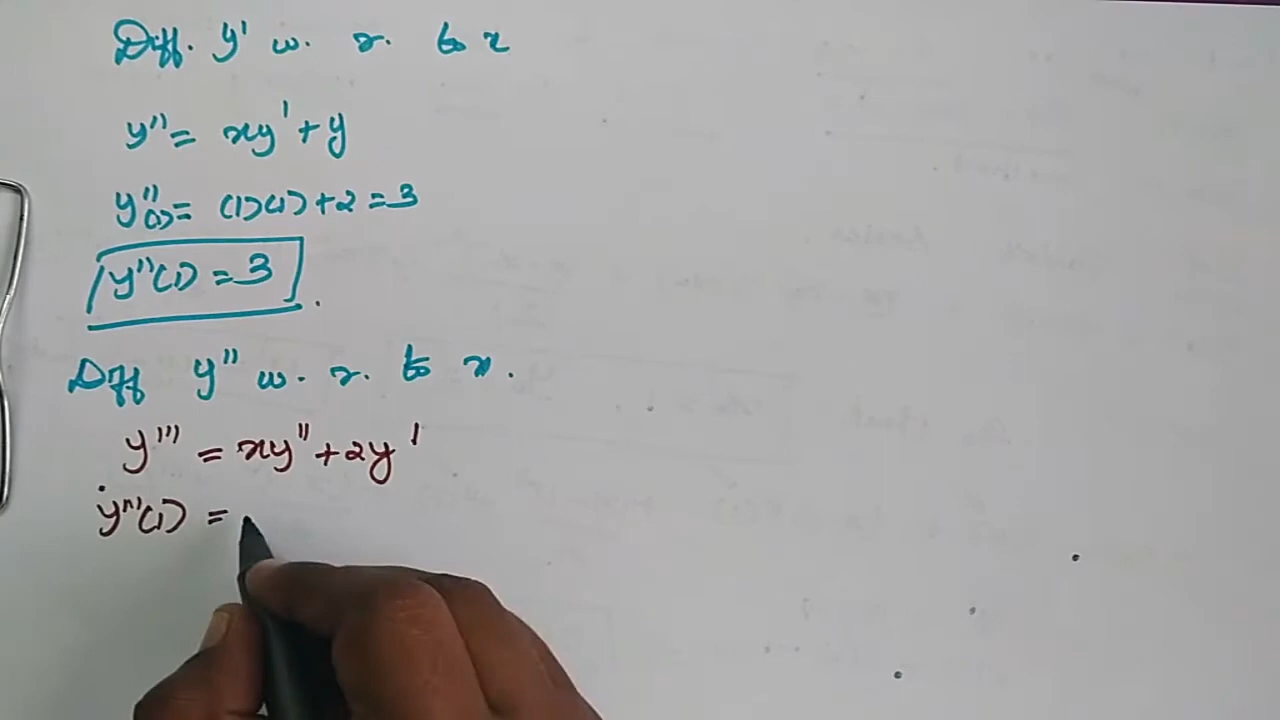 Diff. y' w. r. to x
y'' = xy' + y
y''(1) = (1)(1) + 2 = 3
y''(1) = 3.
Diff y'' w. r. to x.
y''' = xy'' + 2y'
y'''(1) =